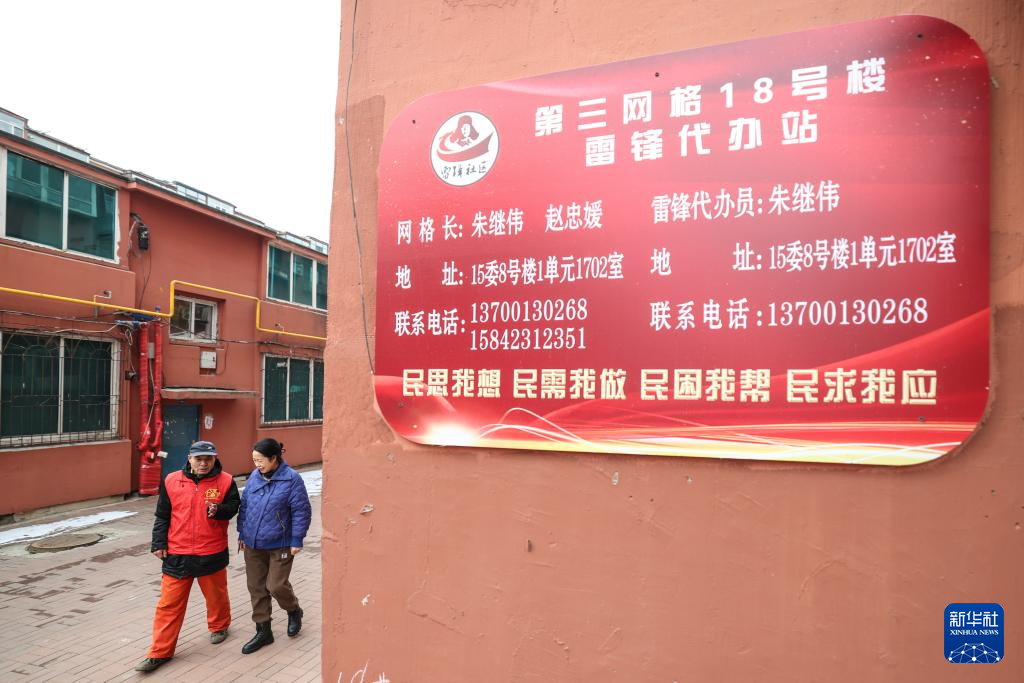 第三网格18号楼
雷锋代办站
雷锋社区
网格长:朱继伟 赵忠媛
地 址:15委8号楼1单元1702室
联系电话:13700130268
15842312351
雷锋代办员:朱继伟
地 址:15委8号楼1单元1702室
联系电话:13700130268
民思我想 民需我做 民困我帮 民求我应
新华社
XINHUA NEWS